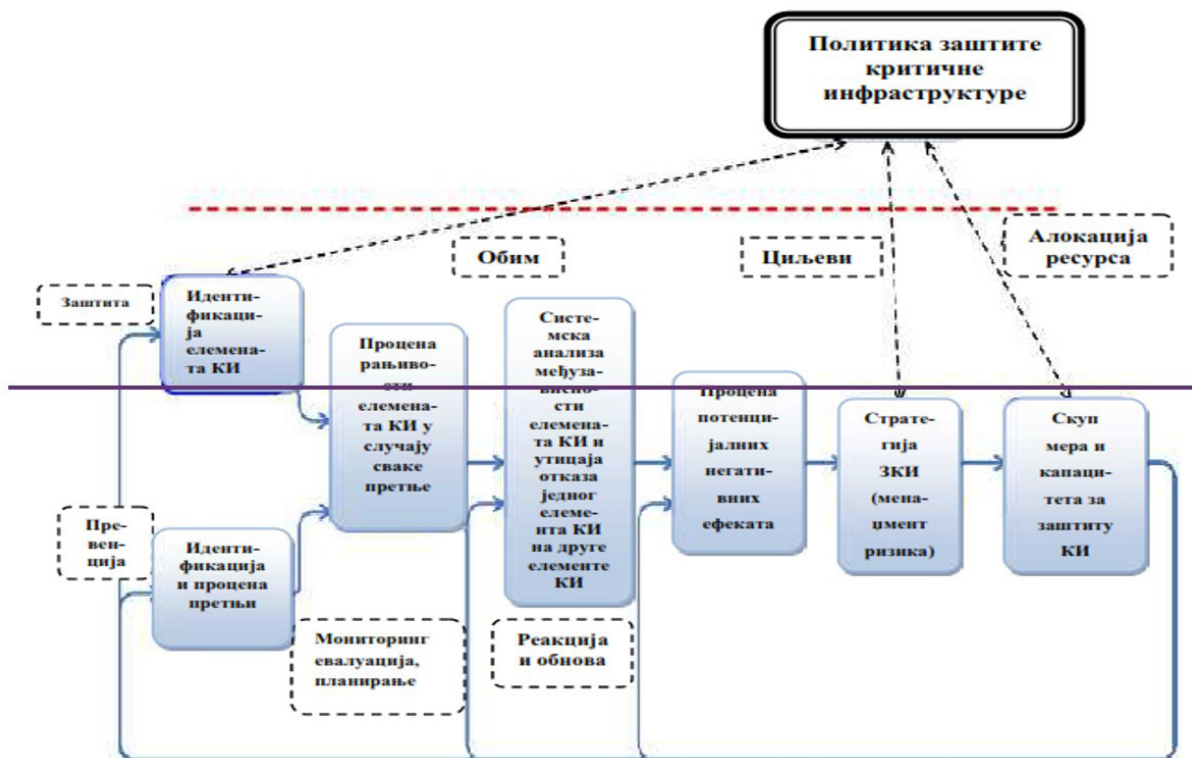 Политика заштите
критичне
инфраструктуре
Обим
Циљеви
Алокација
ресурса
Заштита
Иденти-
фикаци-
ја
елемена-
та КИ
Процена
рањиво-
сти
елемена-
та КИ у
случају
сваке
претње
Систе-
мска
анализа
међуза-
висно-
сти
елемена-
та КИ и
утицаја
отказа
једног
елеме-
нта КИ
на друге
елементе
КИ
Процена
потенци-
јалних
негати-
вних
ефеката
Страте-
гија
ЗКИ
(мена-
џмент
ризика)
Скуп
мера и
капаци-
тета за
заштиту
КИ
Пре-
вен-
ција
Иденти-
фикација
и процена
претњи
Мониторинг
евалуација,
планирање
Реакција
и обнова